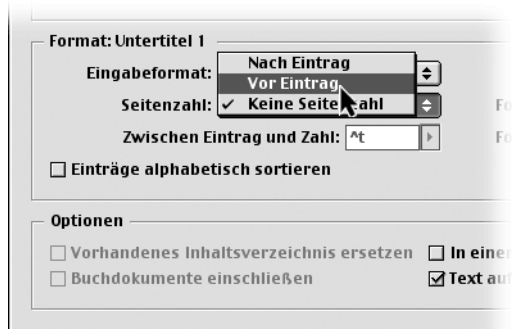 Format: Untertitel 1
Nach Eintrag
Eingabeformat:
Vor Eintrag
Seitenzahl: ✓ Keine Seitenzahl
Zwischen Eintrag und Zahl: ^t
Einträge alphabetisch sortieren
Optionen
Vorhandenes Inhaltsverzeichnis ersetzen In einer
Buchdokumente einschließen Text auf